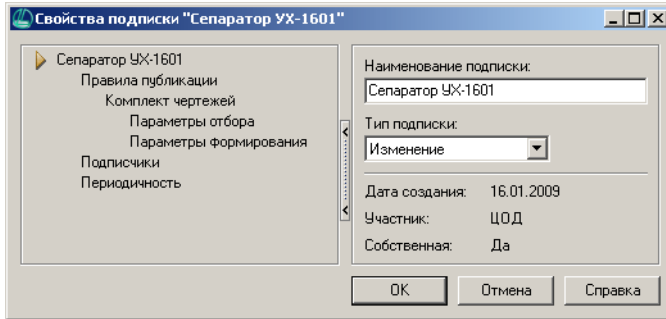 Свойства подписки "Сепаратор УХ-1601"
Сепаратор УХ-1601
Правила публикации
Комплект чертежей
Параметры отбора
Параметры формирования
Подписчики
Периодичность
Наименование подписки:
Сепаратор УХ-1601
Тип подписки:
Изменение
Дата создания: 16.01.2009
Участник: ЦОД
Собственная: Да
ОК Отмена Справка